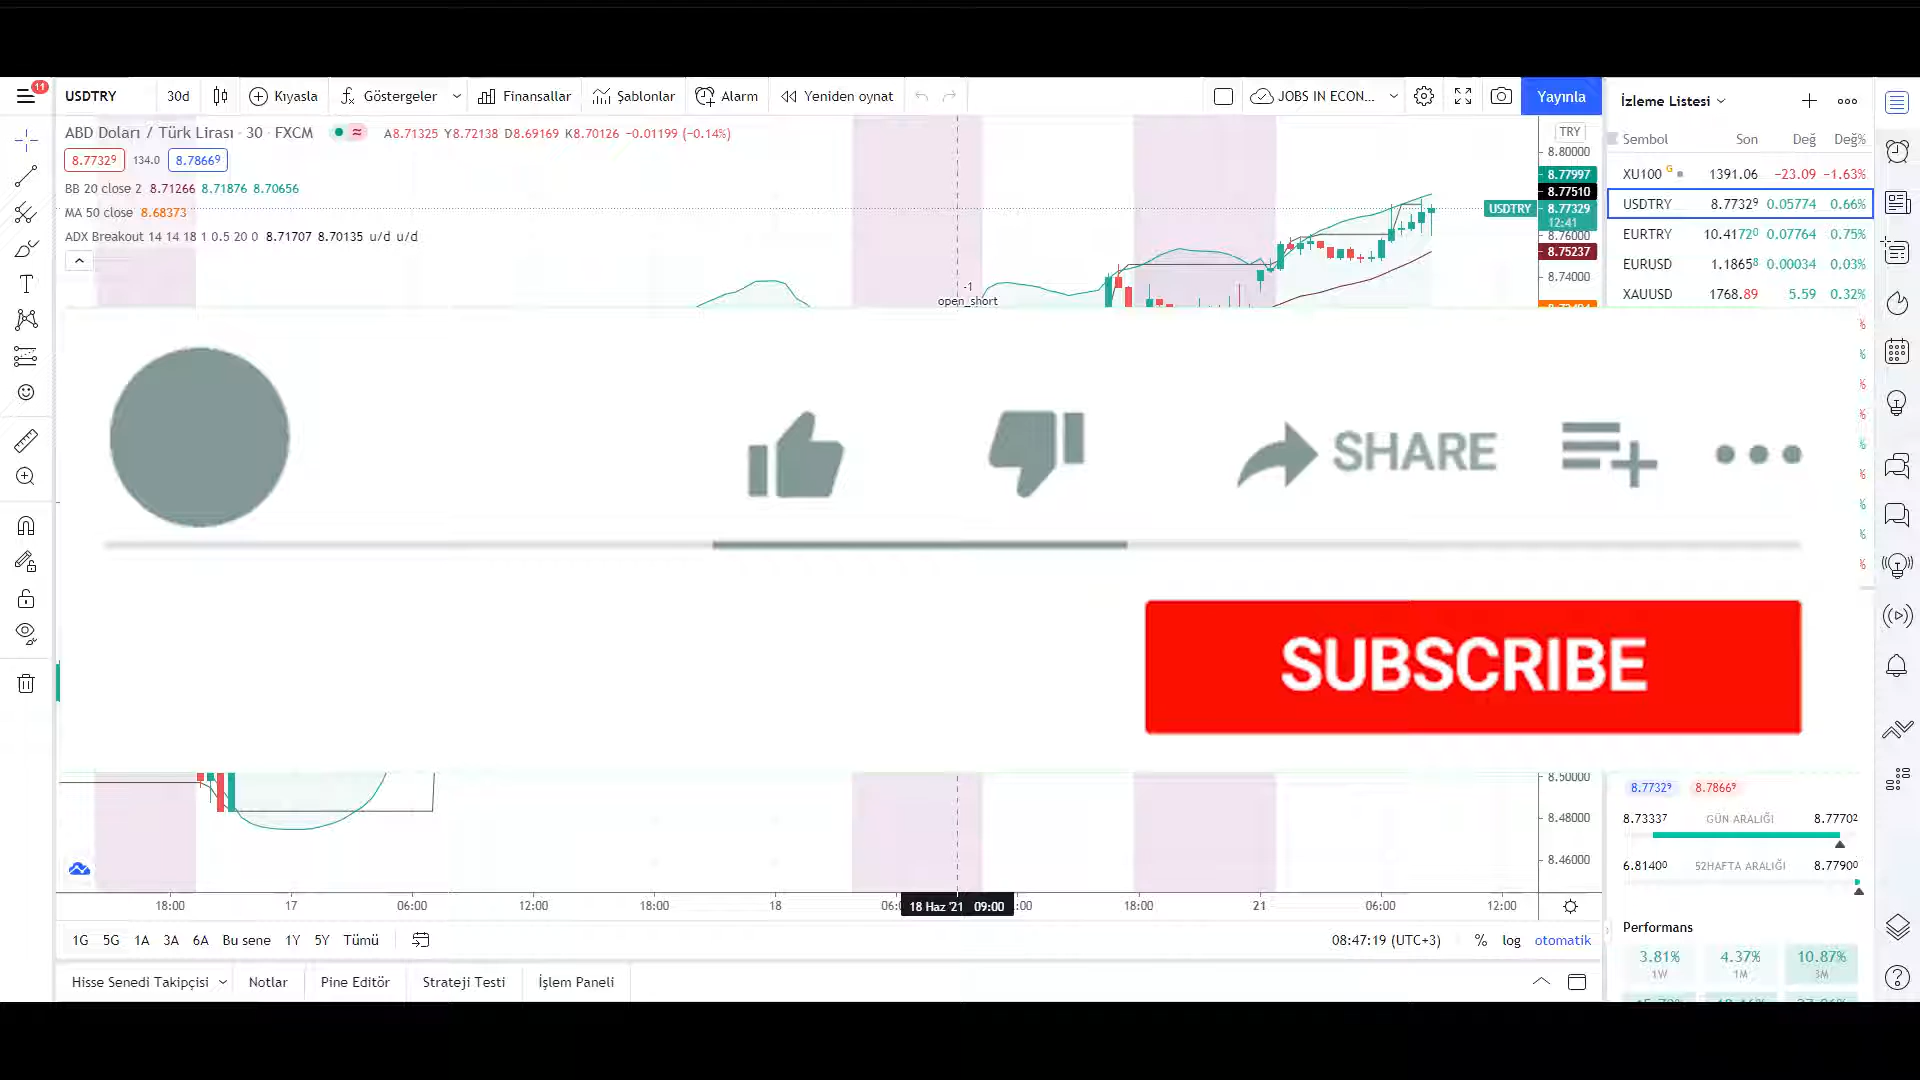 11
USDTRY 30d Kıyasla Göstergeler Finansallar Şablonlar Alarm Yeniden oynat JOBS IN ECON... Yayınla
İzleme Listesi
ABD Doları / Türk Lirası · 30 · FXCM A8.71325 Y8.72138 D8.69169 K8.70126 −0.01199 (−0.14%)
TRY
Sembol Son Değ Değ%
8.77329 134.0 8.78669
8.80000
XU100 G 1391.06 −23.09 −1.63%
BB 20 close 2 8.71266 8.71876 8.70656
8.77997
8.77510
USDTRY 8.77329 0.05774 0.66%
MA 50 close 8.68373
USDTRY 8.77329
12:41
ADX Breakout 14 14 18 1 0.5 20 0 8.71707 8.70135 u/d u/d
8.76000
EURTRY 10.41720 0.07764 0.75%
8.75237
EURUSD 1.18658 0.00034 0.03%
8.74000
-1
open_short
XAUUSD 1768.89 5.59 0.32%
SHARE
SUBSCRIBE
8.50000
8.77329 8.78669
8.48000
8.73337 GÜN ARALIĞI 8.77702
8.46000
6.81400 52HAFTA ARALIĞI 8.77900
18:00 17 06:00 12:00 18:00 18 18 Haz '21 09:00 18:00 21 06:00 12:00
Performans
1G 5G 1A 3A 6A Bu sene 1Y 5Y Tümü
08:47:19 (UTC+3) % log otomatik
3.81% 4.37% 10.87%
1W 1M 3M
Hisse Senedi Takipçisi Notlar Pine Editör Strateji Testi İşlem Paneli